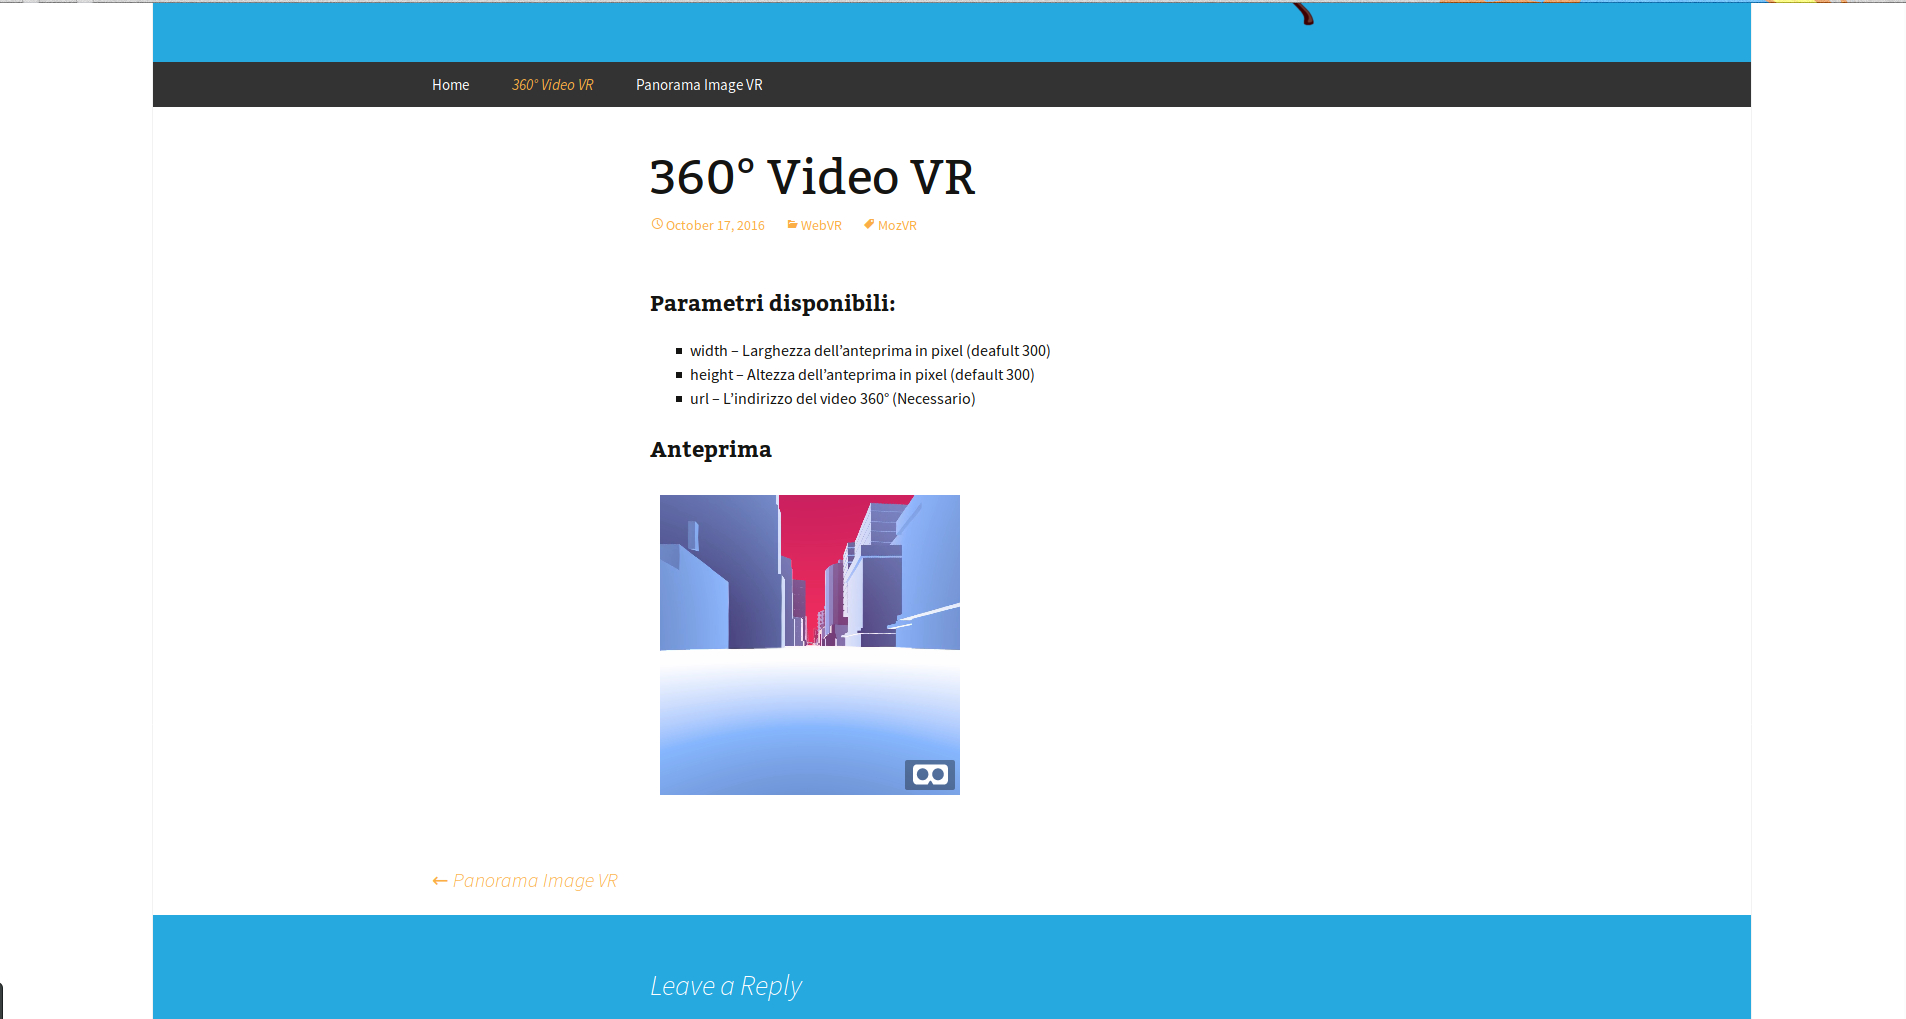 Home 360° Video VR Panorama Image VR
360° Video VR
October 17, 2016 WebVR MozVR
Parametri disponibili:
width – Larghezza dell’anteprima in pixel (deafult 300)
height – Altezza dell’anteprima in pixel (default 300)
url – L’indirizzo del video 360° (Necessario)
Anteprima
← Panorama Image VR
Leave a Reply